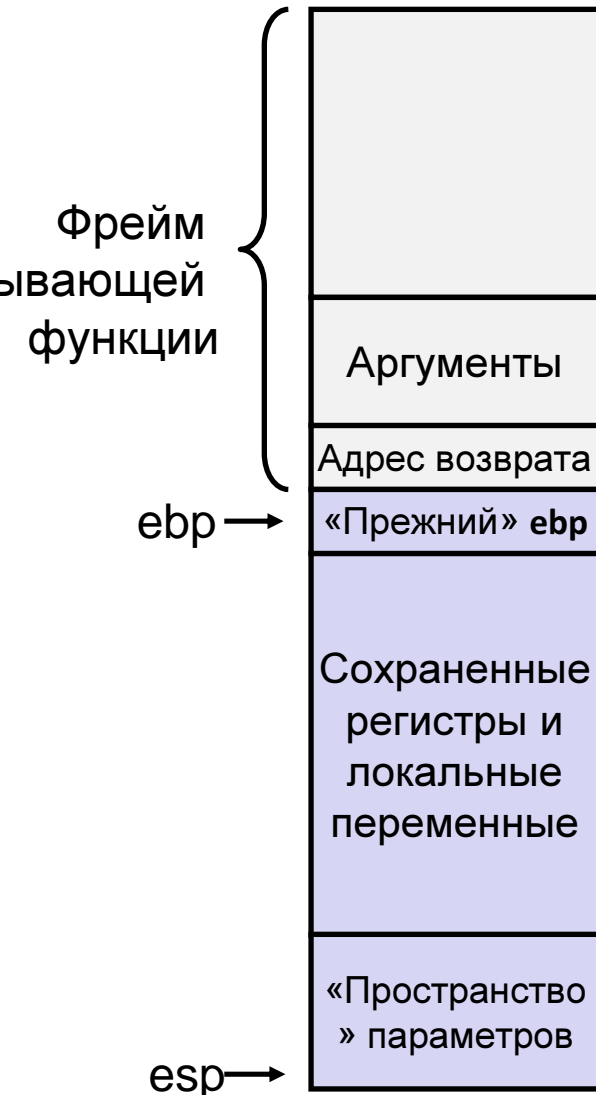 Фрейм
ывающей
функции
Аргументы
Адрес возврата
ebp
«Прежний» ebp
Сохраненные
регистры и
локальные
переменные
«Пространство
» параметров
esp